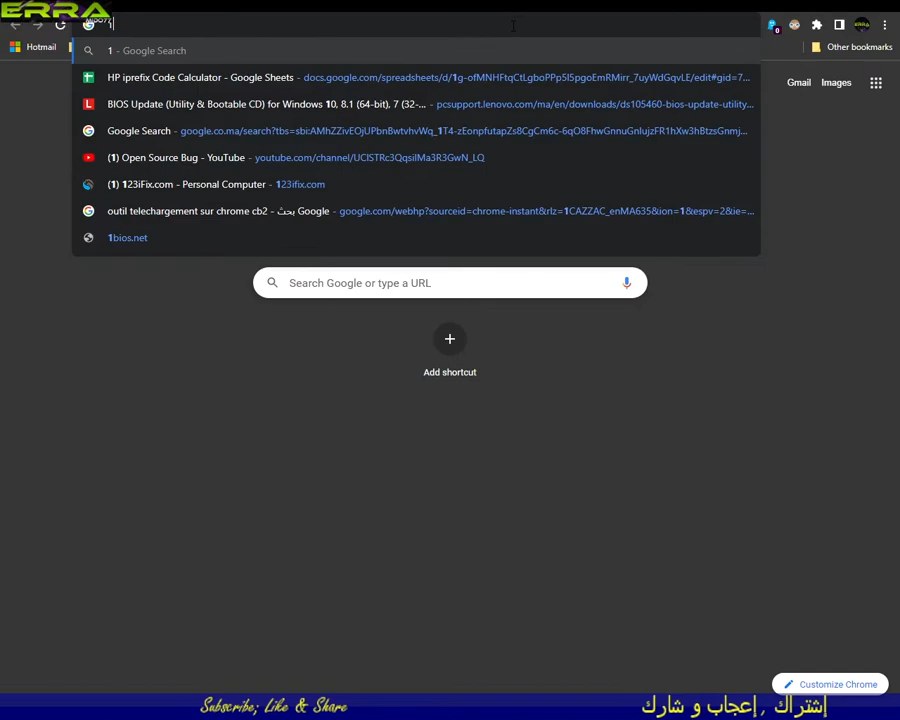 ERRA
1
Hotmail
Other bookmarks
1 - Google Search
HP iprefix Code Calculator - Google Sheets - docs.google.com/spreadsheets/d/1g-ofMNHFtqCtLgboPPp5I5pgoEmRMirr_7uyWdGqvLE/edit#gid=7...
BIOS Update (Utility & Bootable CD) for Windows 10, 8.1 (64-bit), 7 (32-... - pcsupport.lenovo.com/ma/en/downloads/ds105460-bios-update-utility...
Google Search - google.co.ma/search?tbs=sbi:AMhZZivEOjUPbnBwtvhvWq_1T4-zEonpfutapZs8CgCm6c-6qO8FhwGnnuGnlujzFR1hXw3hBtzsGnmj...
(1) Open Source Bug - YouTube - youtube.com/channel/UClSTRc3QqsilMa3R3GwN_LQ
(1) 123iFix.com - Personal Computer - 123ifix.com
outil telechargement sur chrome cb2 - بحث Google - google.com/webhp?sourceid=chrome-instant&rlz=1CAZZAC_enMA635&ion=1&espv=2&ie=...
1bios.net
Gmail
Images
Search Google or type a URL
Add shortcut
Customize Chrome
Subscribe; Like & Share
إشتراك , إعجاب و شارك